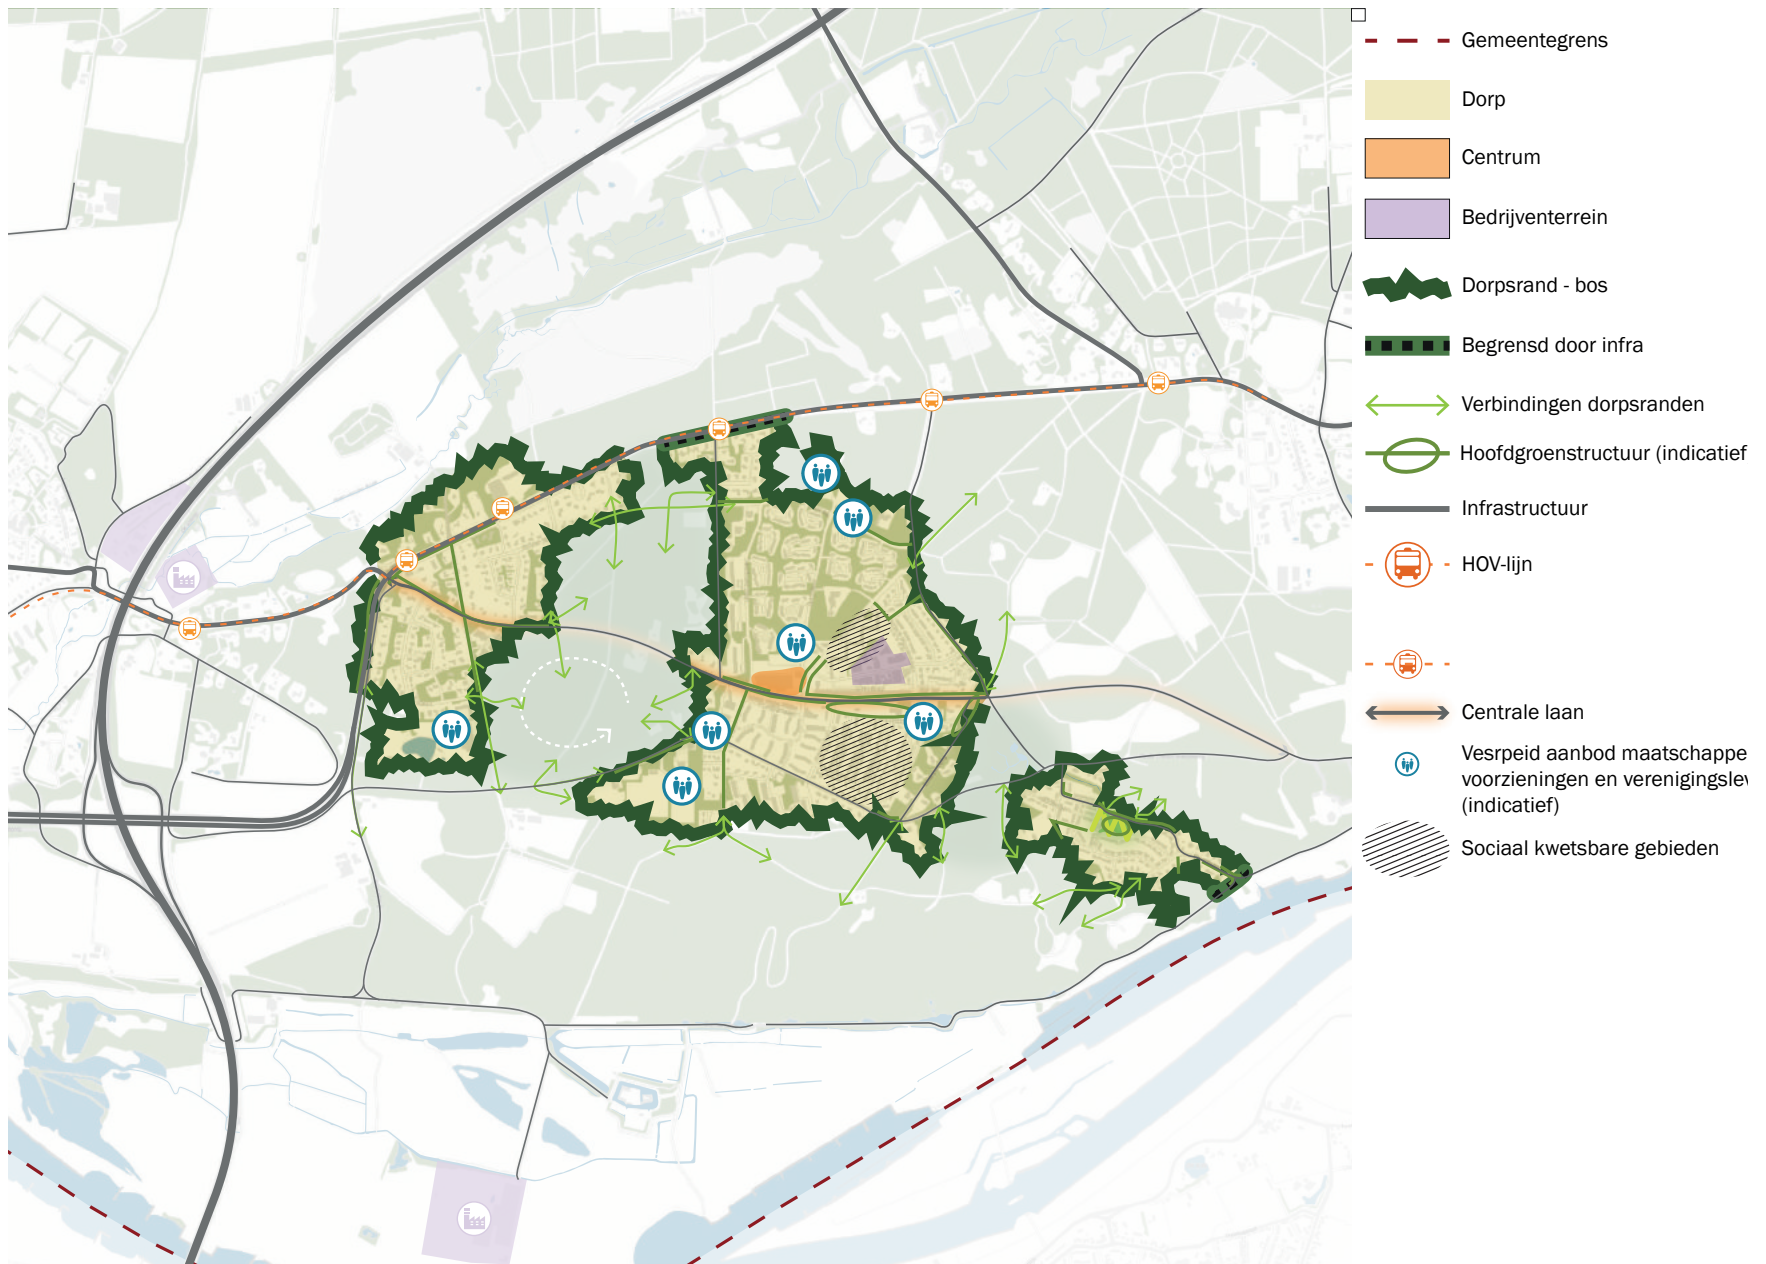 Gemeentegrens
Dorp
Centrum
Bedrijventerrein
Dorpsrand - bos
Begrensd door infra
Verbindingen dorpsranden
Hoofdgroenstructuur (indicatief
Infrastructuur
HOV-lijn
Centrale laan
Vesrpeid aanbod maatschappe
voorzieningen en verenigingslev
(indicatief)
Sociaal kwetsbare gebieden